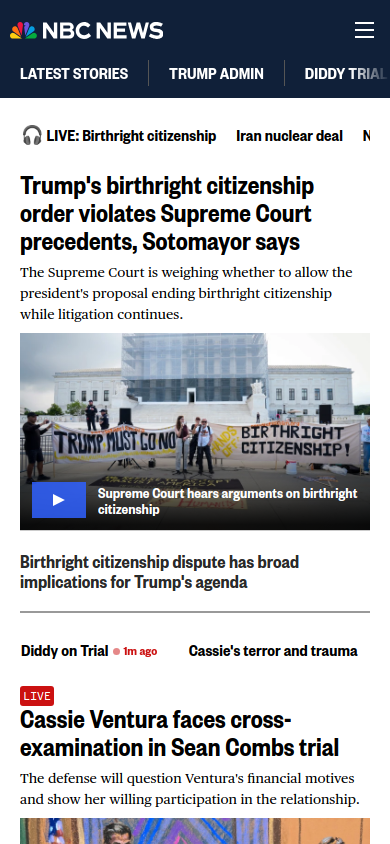 NBC NEWS
LATEST STORIES
TRUMP ADMIN
DIDDY TRIAL
LIVE: Birthright citizenship
Iran nuclear deal
Trump's birthright citizenship
order violates Supreme Court
precedents, Sotomayor says
The Supreme Court is weighing whether to allow the
president's proposal ending birthright citizenship
while litigation continues.
TRUMP MUST GO NOW
BIRTHRIGHT
CITIZENSHIP!
Supreme Court hears arguments on birthright
citizenship
Birthright citizenship dispute has broad
implications for Trump's agenda
Diddy on Trial
1m ago
Cassie's terror and trauma
LIVE
Cassie Ventura faces cross-
examination in Sean Combs trial
The defense will question Ventura's financial motives
and show her willing participation in the relationship.